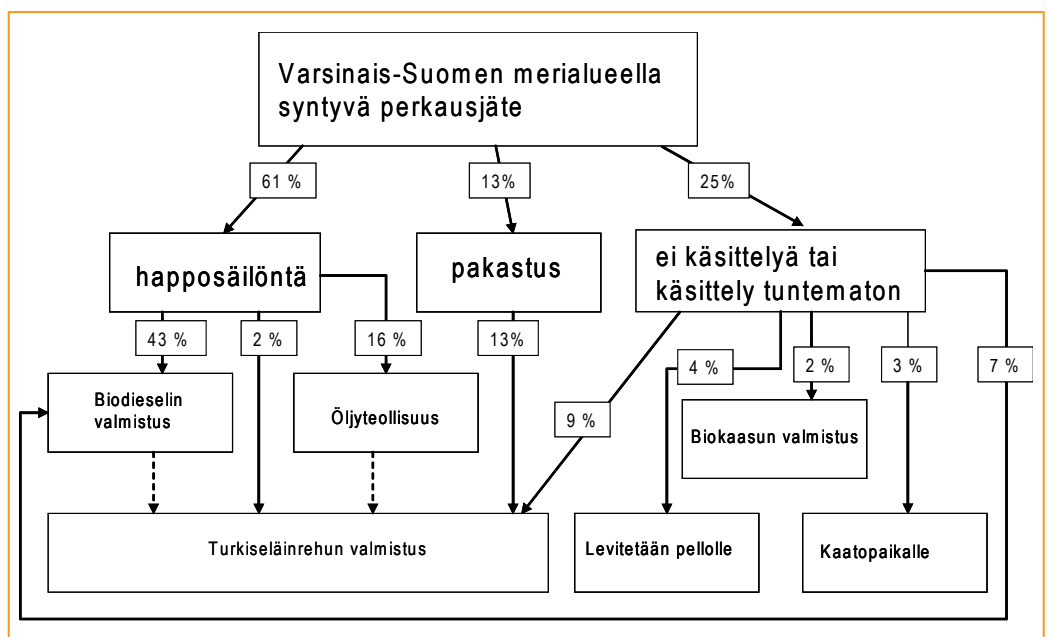 Varsinais-Suomen merialueella
syntyvä perkausjäte
61 %
13%
25%
happosäilöntä
pakastus
ei käsittelyä tai
käsittely tuntematon
43 %
2 %
16 %
13%
4 %
2 %
3 %
7 %
Biodieselin
valmistus
Öljyteollisuus
9 %
Biokaasun valmistus
Turkiseläinrehun valmistus
Levitetään pellolle
Kaatopaikalle